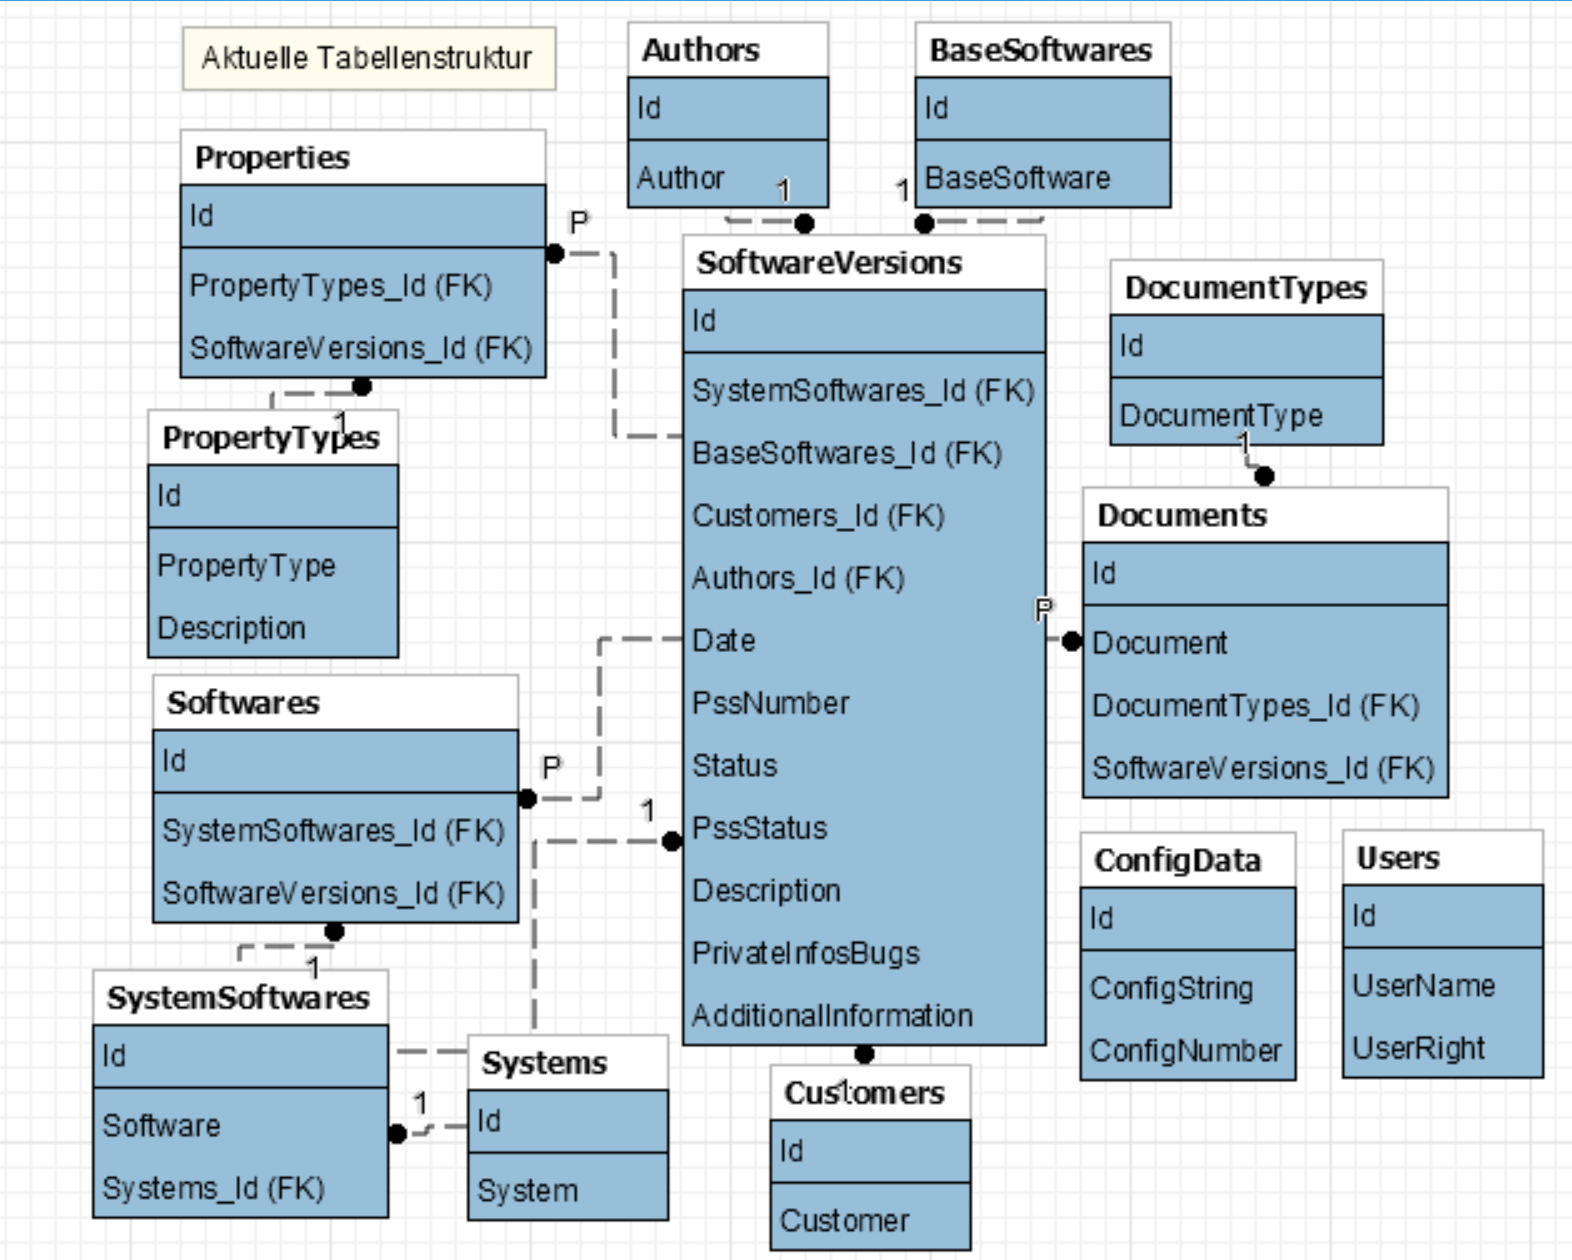 Aktuelle Tabellenstruktur
Authors
Id
Author
1
BaseSoftwares
Id
BaseSoftware
1
Properties
Id
PropertyTypes_Id (FK)
SoftwareVersions_Id (FK)
P
1
PropertyTypes
Id
PropertyType
Description
SoftwareVersions
Id
SystemSoftwares_Id (FK)
BaseSoftwares_Id (FK)
Customers_Id (FK)
Authors_Id (FK)
Date
PssNumber
Status
PssStatus
Description
PrivateInfosBugs
AdditionalInformation
DocumentTypes
Id
DocumentType
1
Documents
Id
Document
DocumentTypes_Id (FK)
SoftwareVersions_Id (FK)
P
Softwares
Id
SystemSoftwares_Id (FK)
SoftwareVersions_Id (FK)
P
1
1
SystemSoftwares
Id
Software
Systems_Id (FK)
1
Systems
Id
System
Customers
1
Id
Customer
ConfigData
Id
ConfigString
ConfigNumber
Users
Id
UserName
UserRight